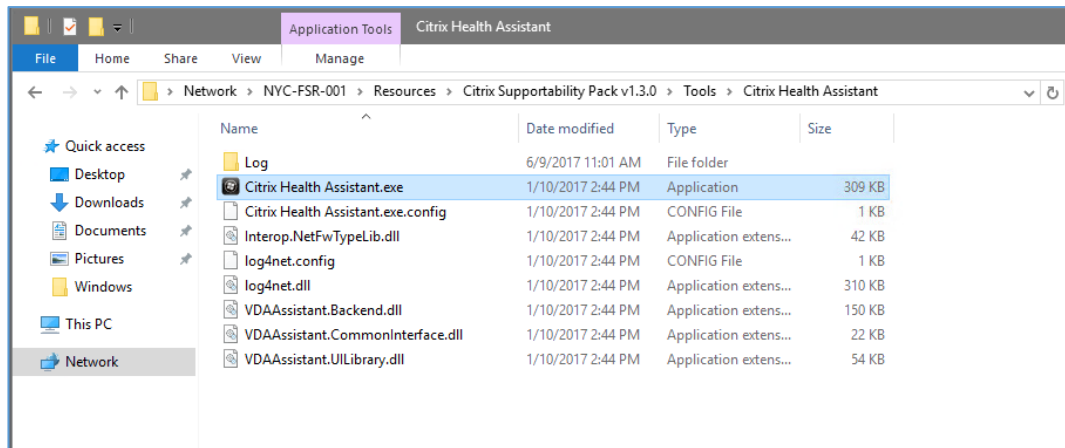 Application Tools Citrix Health Assistant
File Home Share View Manage
Network > NYC-FSR-001 > Resources > Citrix Supportability Pack v1.3.0 > Tools > Citrix Health Assistant
Name Date modified Type Size
Quick access
Desktop
Downloads
Documents
Pictures
Windows
This PC
Network
Log 6/9/2017 11:01 AM File folder
Citrix Health Assistant.exe 1/10/2017 2:44 PM Application 309 KB
Citrix Health Assistant.exe.config 1/10/2017 2:44 PM CONFIG File 1 KB
Interop.NetFwTypeLib.dll 1/10/2017 2:44 PM Application extens... 42 KB
log4net.config 1/10/2017 2:44 PM CONFIG File 1 KB
log4net.dll 1/10/2017 2:44 PM Application extens... 310 KB
VDAAssistant.Backend.dll 1/10/2017 2:44 PM Application extens... 150 KB
VDAAssistant.CommonInterface.dll 1/10/2017 2:44 PM Application extens... 22 KB
VDAAssistant.UILibrary.dll 1/10/2017 2:44 PM Application extens... 54 KB